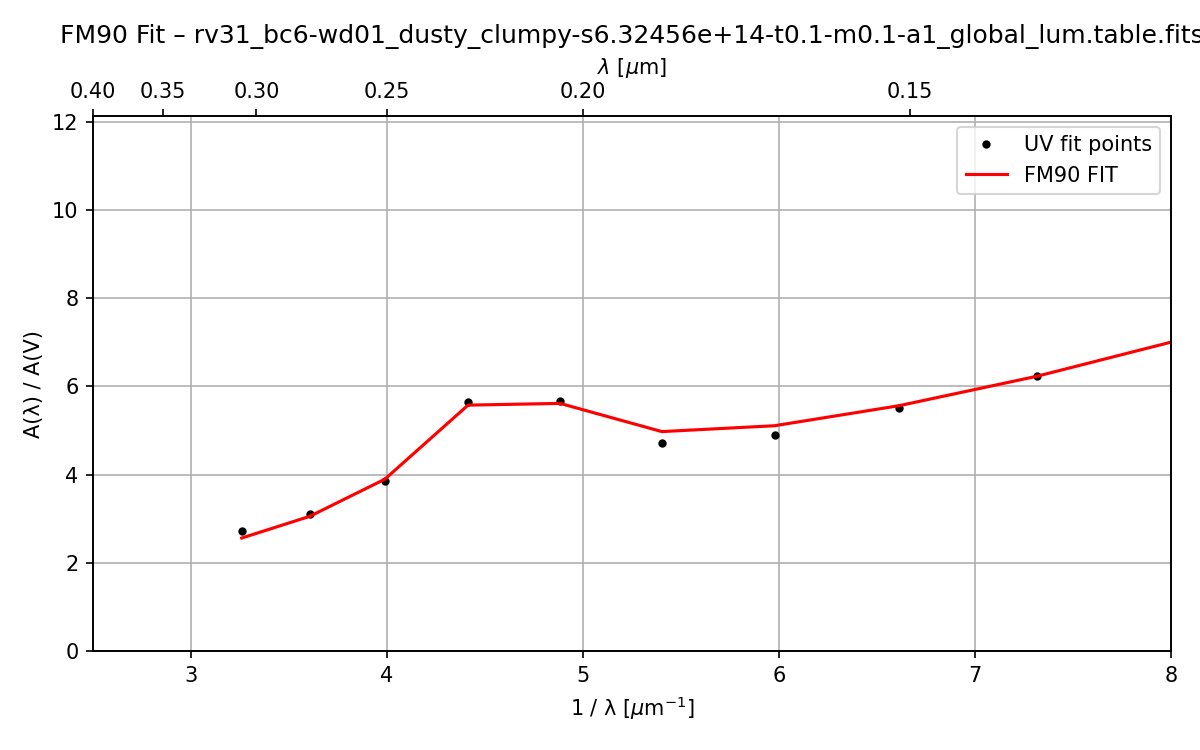 FM90 Fit – rv31_bc6-wd01_dusty_clumpy-s6.32456e+14-t0.1-m0.1-a1_global_lum.table.fits
λ [μm]
0.40 0.35 0.30 0.25 0.20 0.15
12
10
8
6
4
2
0
A(λ) / A(V)
UV fit points
FM90 FIT
3 4 5 6 7 8
1 / λ [μm⁻¹]